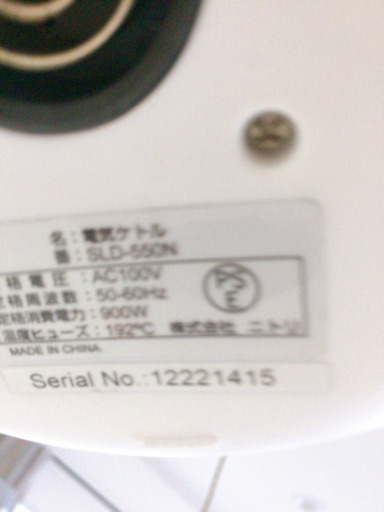 名：電気ケトル
番：SLD-550N
格電圧：AC100V
定格周波数：50-60Hz
定格消費電力：900W
温度ヒューズ：192℃ 株式会社 ニトリ
MADE IN CHINA
Serial No.:12221415